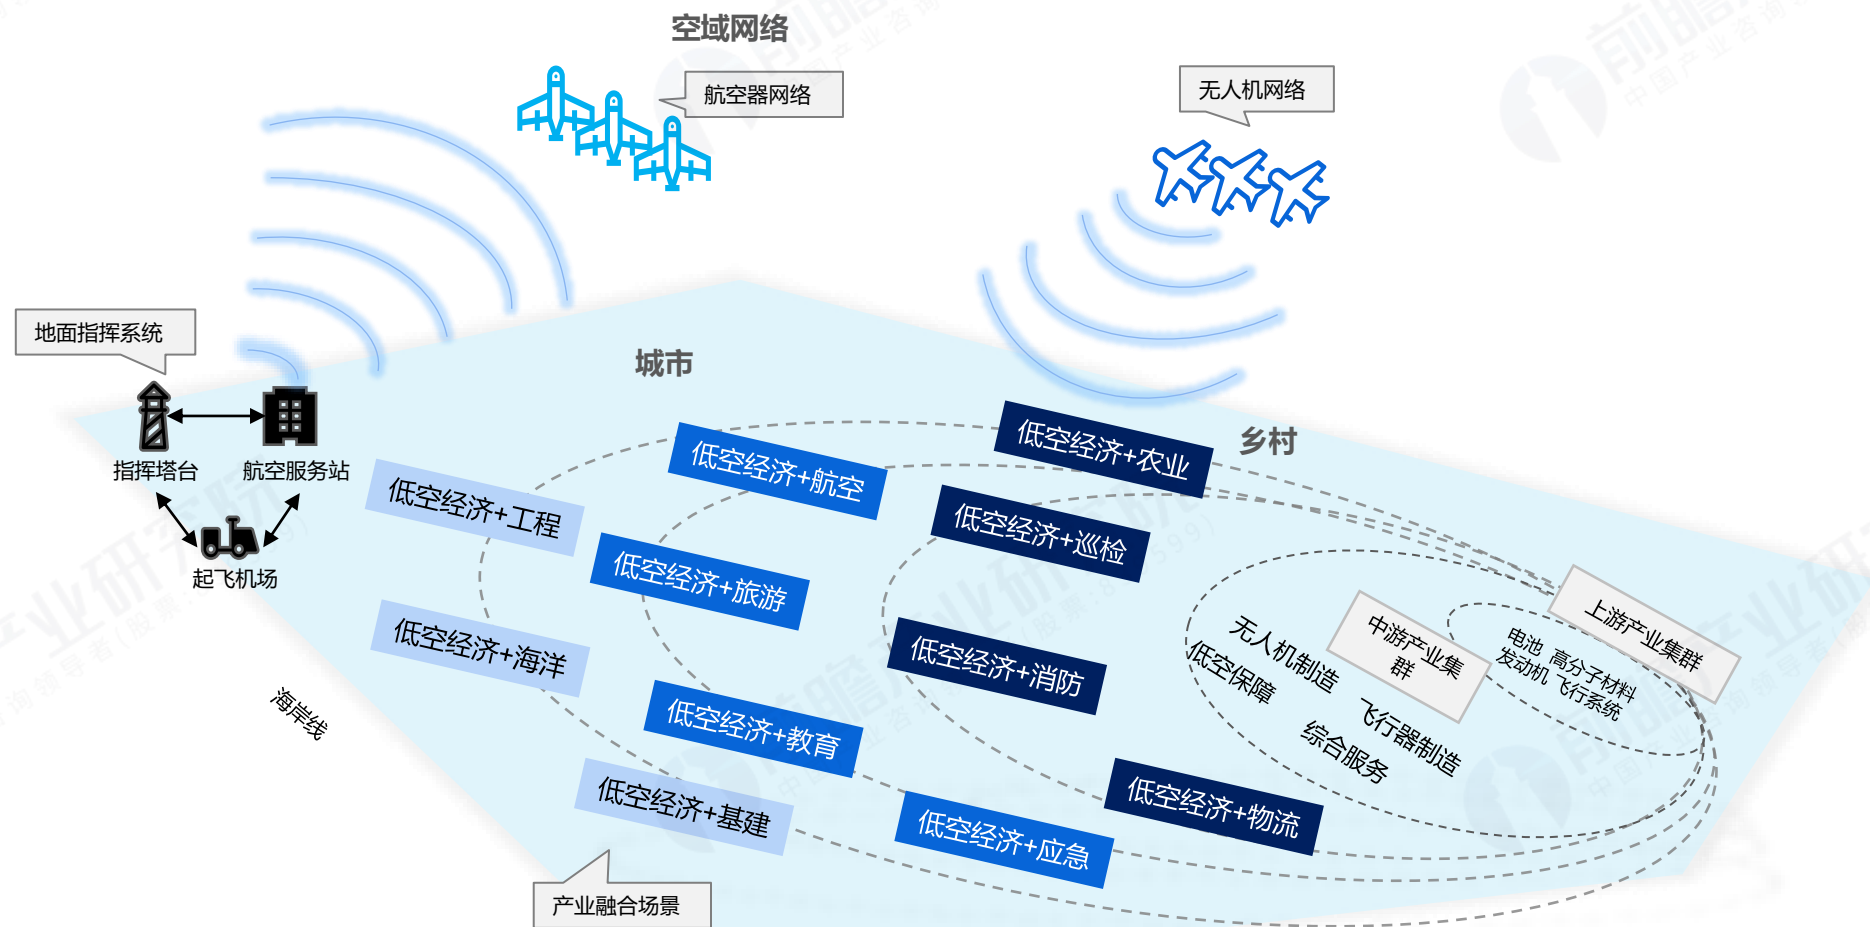 空域网络
航空器网络
无人机网络
地面指挥系统
城市
乡村
指挥塔台
航空服务站
起飞机场
低空经济+农业
低空经济+航空
低空经济+工程
低空经济+巡检
低空经济+旅游
低空经济+海洋
低空经济+消防
低空经济+教育
低空经济+基建
低空经济+应急
低空经济+物流
海岸线
上游产业集群
电池 高分子材料
发动机 飞行系统
中游产业集
群
无人机制造
低空保障
飞行器制造
综合服务
产业融合场景
前瞻产业研究院